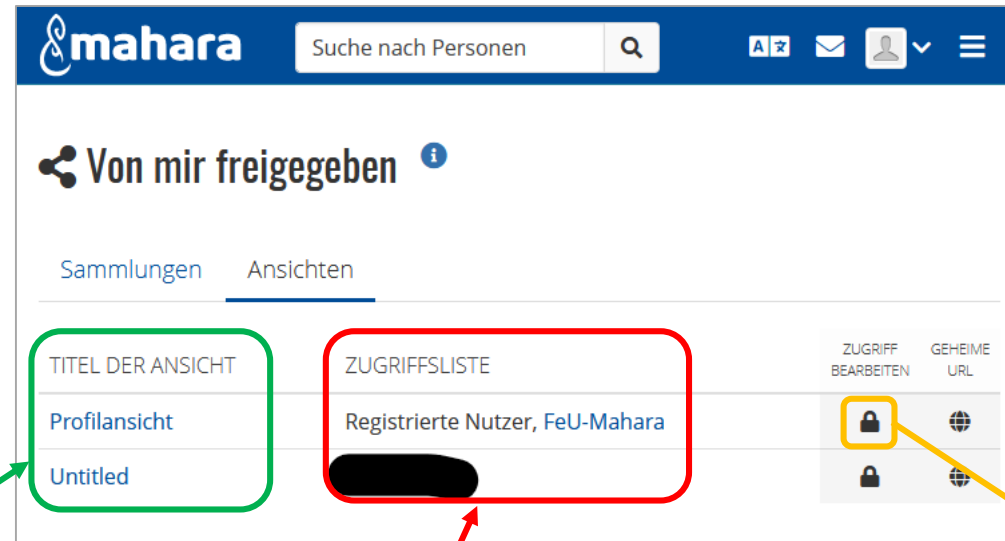 mahara
Suche nach Personen
Von mir freigegeben
Sammlungen Ansichten
TITEL DER ANSICHT ZUGRIFFSLISTE ZUGRIFF BEARBEITEN GEHEIME URL
Profilansicht Registrierte Nutzer, FeU-Mahara
Untitled